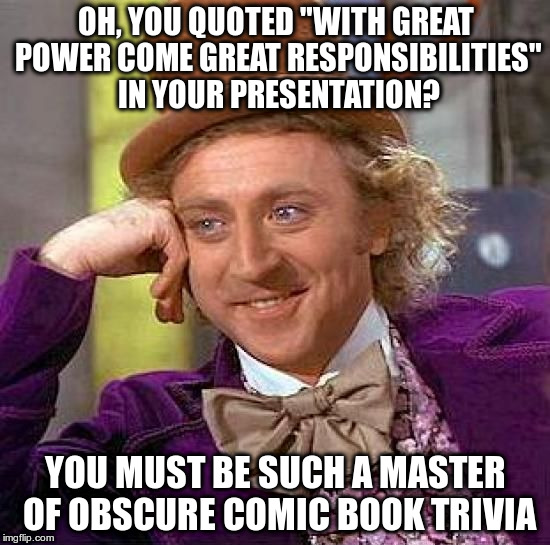 OH, YOU QUOTED "WITH GREAT
POWER COME GREAT RESPONSIBILITIES"
IN YOUR PRESENTATION?
YOU MUST BE SUCH A MASTER
OF OBSCURE COMIC BOOK TRIVIA
imgflip.com